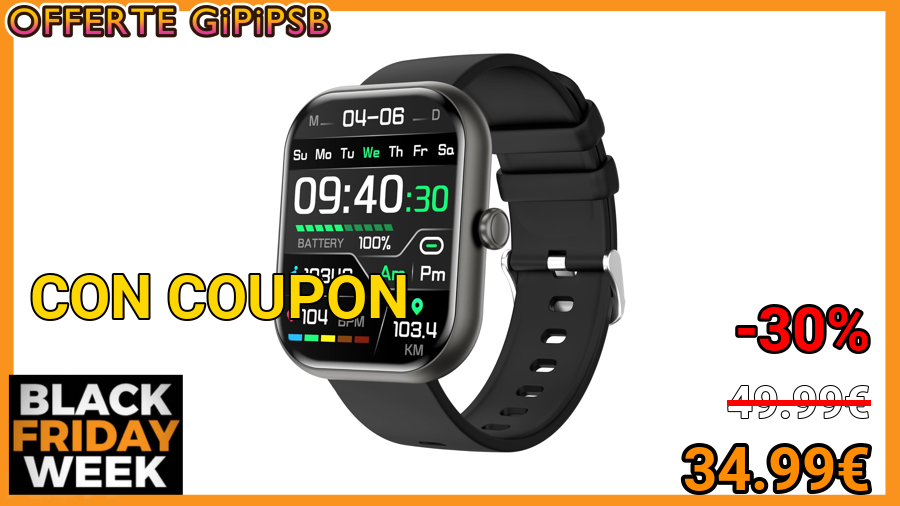 OFFERTE GiPiPSB
M 04-06 D
Su Mo Tu We Th Fr Sa
09:40:30
BATTERY 100%
Am Pm
CON COUPON
104 BPM
103.4
KM
-30%
49.99€
34.99€
BLACK
FRIDAY
WEEK